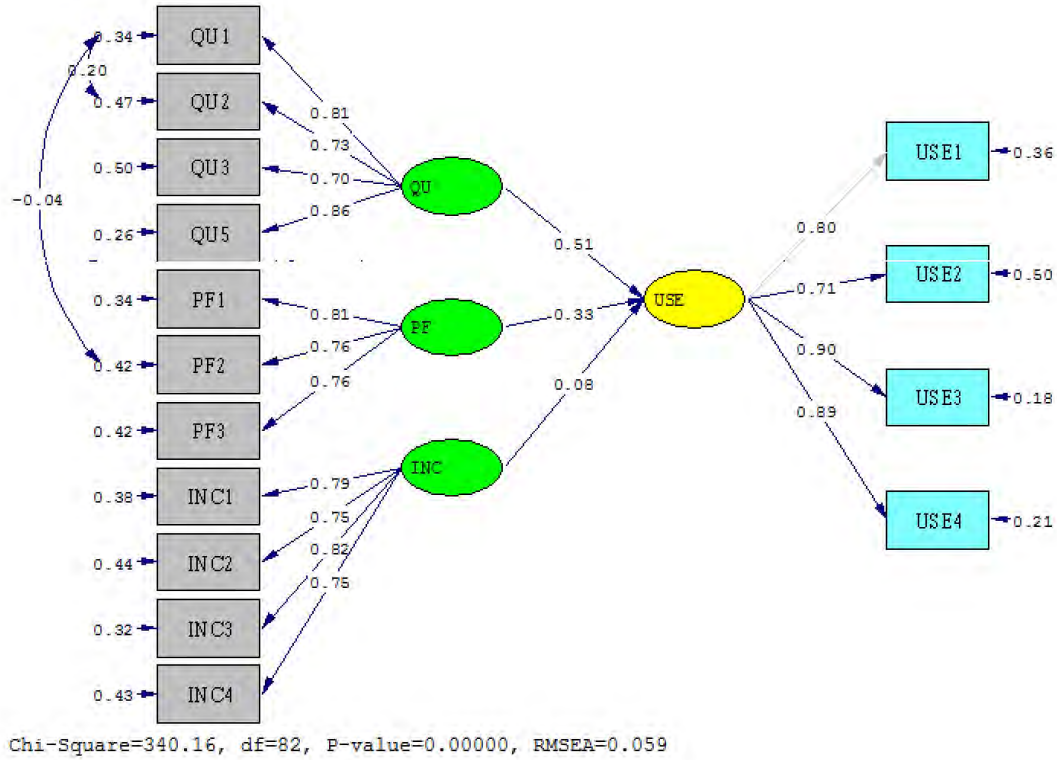 0.34 QU1
0.20
0.47 QU2
0.50 QU3
-0.04
0.26 QU5
0.34 PF1
0.42 PF2
0.42 PF3
0.38 INC1
0.44 INC2
0.32 INC3
0.43 INC4
0.81
0.73
0.70
0.86
QU
0.81
0.76
0.76
PF
0.79
0.75
0.82
0.75
INC
0.51
0.33
0.08
USE
0.80
0.71
0.90
0.89
USE1 0.36
USE2 0.50
USE3 0.18
USE4 0.21
Chi-Square=340.16, df=82, P-value=0.00000, RMSEA=0.059